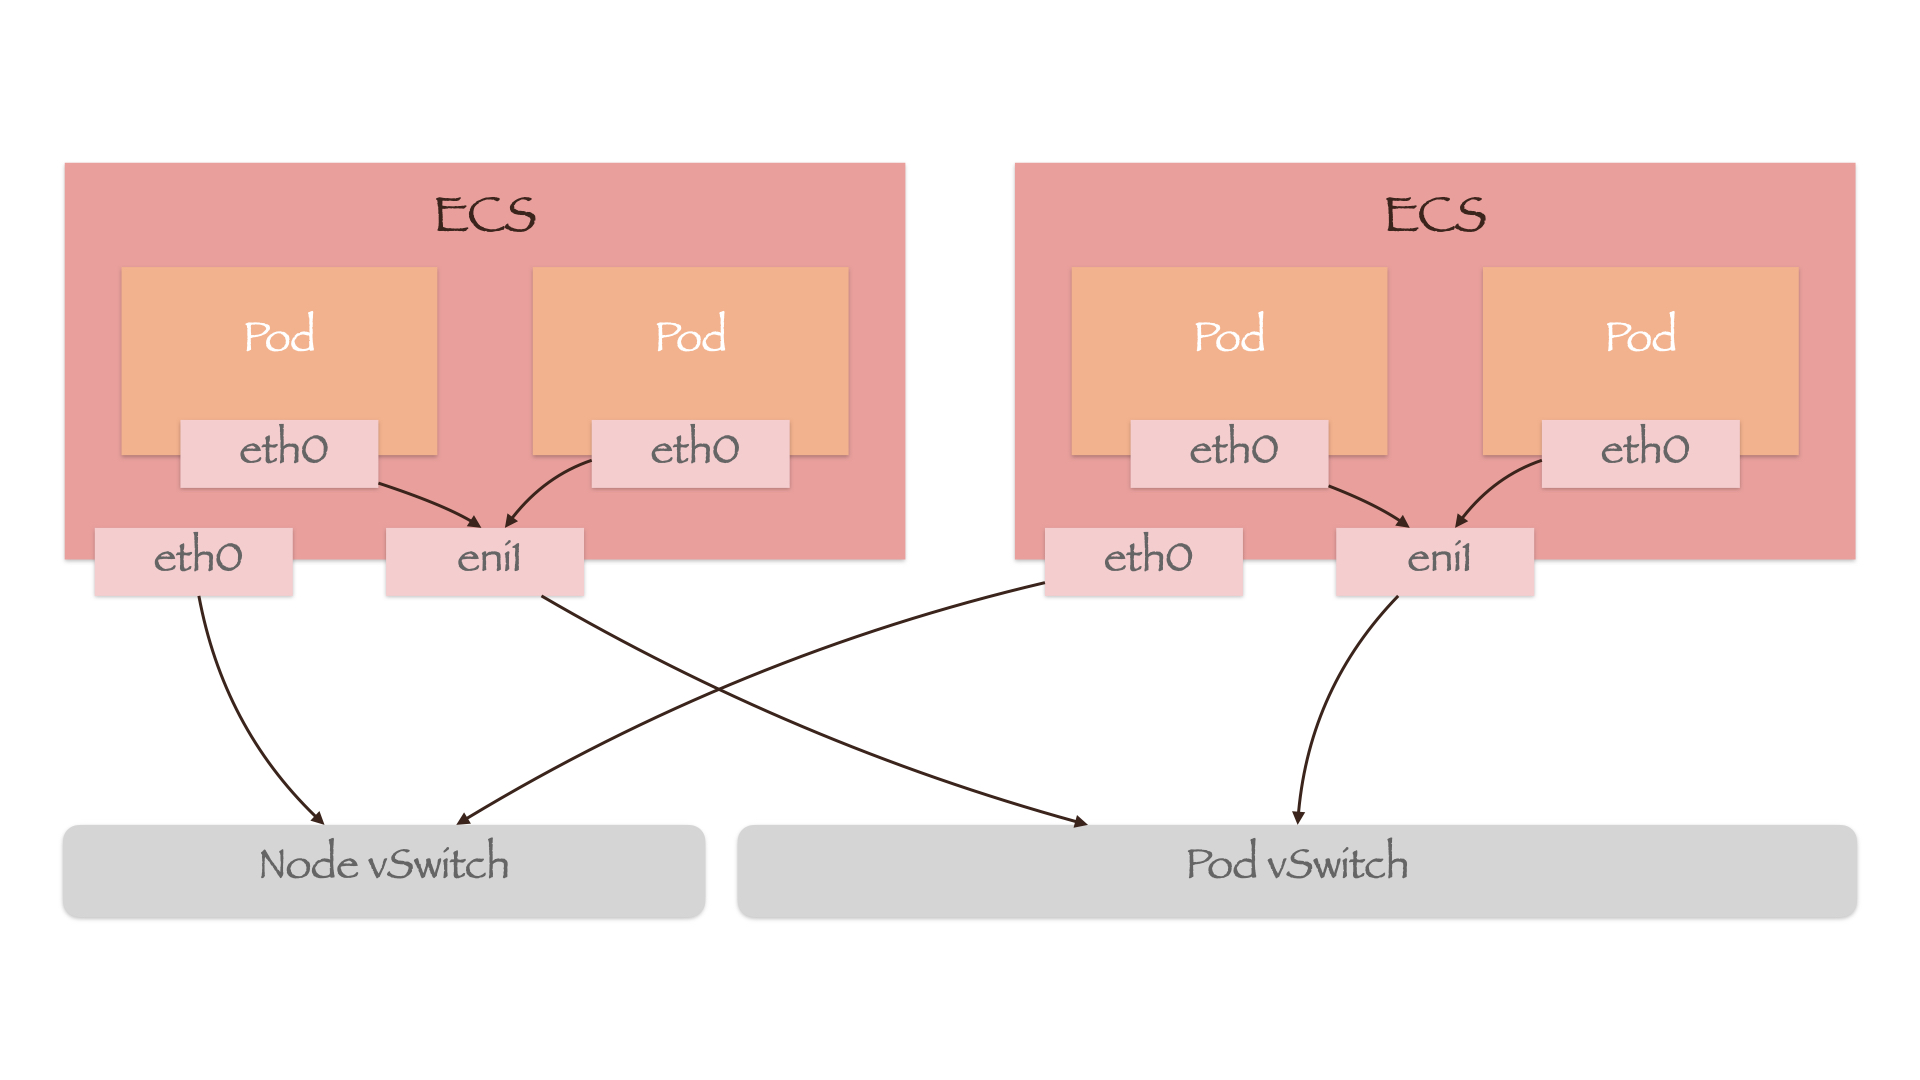 ECS
ECS
Pod
Pod
Pod
Pod
eth0
eth0
eth0
eth0
eth0
eni1
eth0
eni1
Node vSwitch
Pod vSwitch